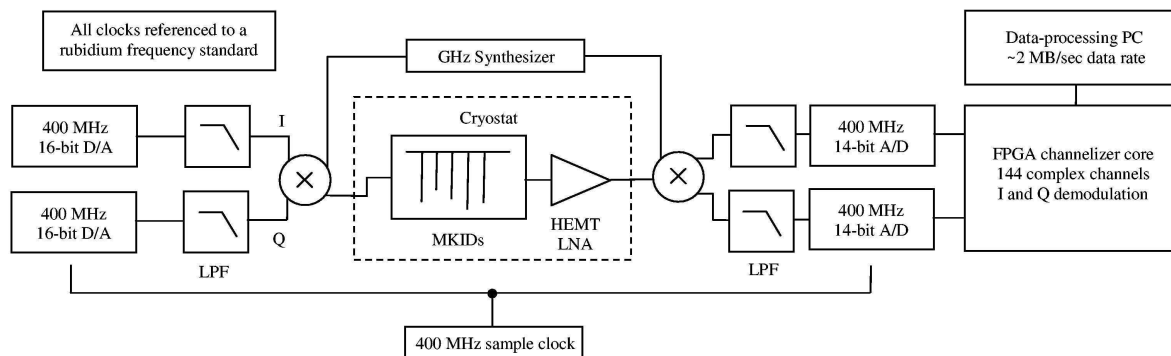 All clocks referenced to a
rubidium frequency standard
GHz Synthesizer
Data-processing PC
~2 MB/sec data rate
400 MHz
16-bit D/A
I
Cryostat
400 MHz
14-bit A/D
FPGA channelizer core
144 complex channels
I and Q demodulation
400 MHz
16-bit D/A
Q
LPF
MKIDs
HEMT
LNA
LPF
400 MHz
14-bit A/D
400 MHz sample clock